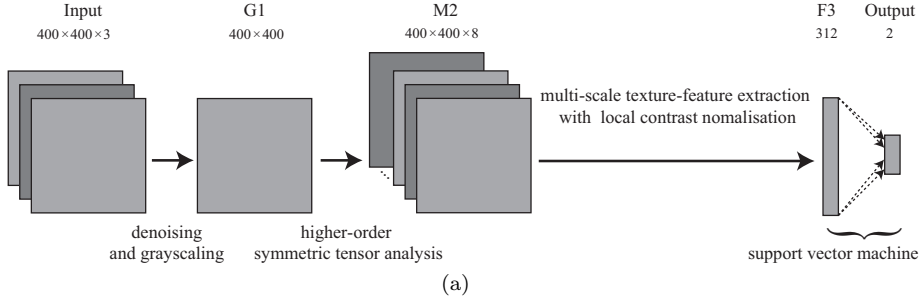 Input G1 M2 F3 Output
400×400×3 400×400 400×400×8 312 2
multi-scale texture-feature extraction
with local contrast nomalisation
denoising
and grayscaling
higher-order
symmetric tensor analysis
support vector machine
(a)